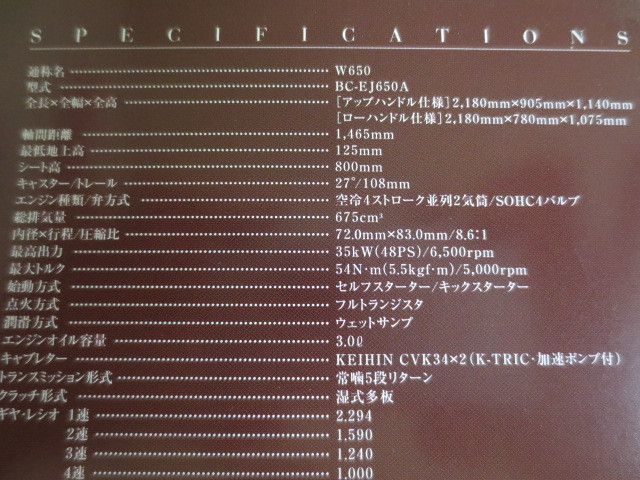 SPECIFICATIONS
通称名 W650
型式 BC-EJ650A
全長×全幅×全高 [アップハンドル仕様]2,180mm×905mm×1,140mm
[ローハンドル仕様]2,180mm×780mm×1,075mm
軸間距離 1,465mm
最低地上高 125mm
シート高 800mm
キャスター/トレール 27°/108mm
エンジン種類/弁方式 空冷4ストローク並列2気筒/SOHC4バルブ
総排気量 675cm³
内径×行程/圧縮比 72.0mm×83.0mm/8.6:1
最高出力 35kW(48PS)/6,500rpm
最大トルク 54N·m(5.5kgf·m)/5,000rpm
始動方式 セルフスターター/キックスターター
点火方式 フルトランジスタ
潤滑方式 ウェットサンプ
エンジンオイル容量 3.0ℓ
キャブレター KEIHIN CVK34×2(K-TRIC·加速ポンプ付)
トランスミッション形式 常噛5段リターン
クラッチ形式 湿式多板
ギヤ・レシオ 1速 2.294
2速 1.590
3速 1.240
4速 1.000